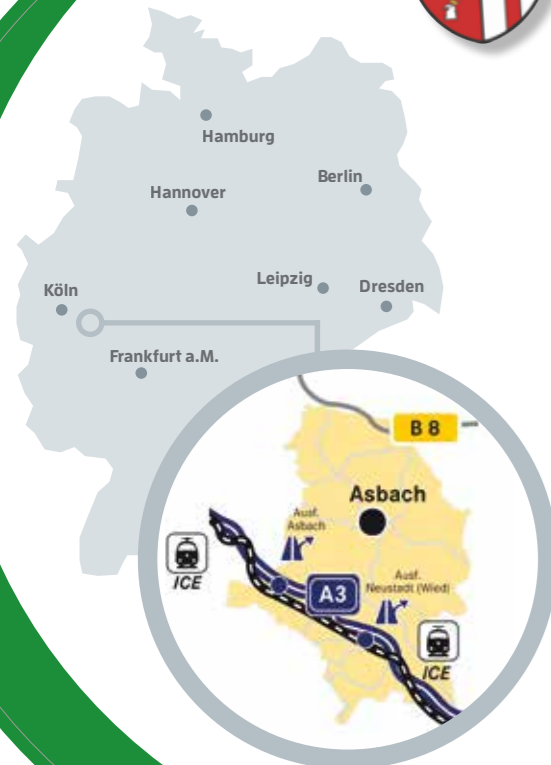 Hamburg
Berlin
Hannover
Leipzig
Dresden
Köln
Frankfurt a.M.
B 8
Asbach
Ausf.
Asbach
ICE
A3
Ausf.
Neustadt (Wied)
ICE